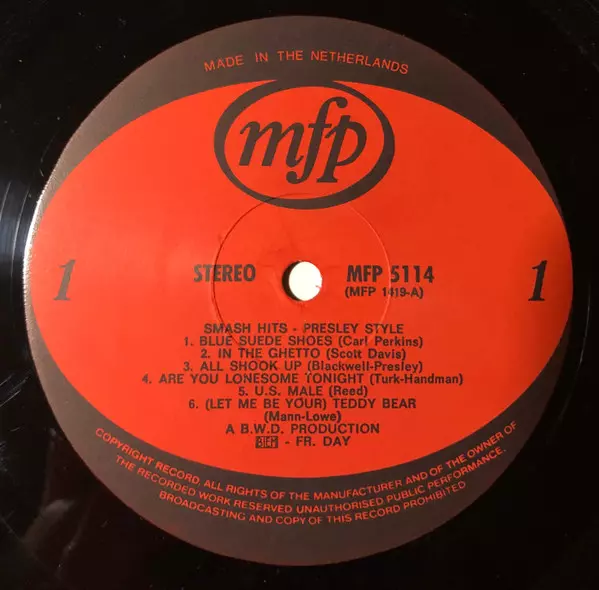 MADE IN THE NETHERLANDS
mfp
1 STEREO MFP 5114 1
(MFP 1419-A)
SMASH HITS - PRESLEY STYLE
1. BLUE SUEDE SHOES (Carl Perkins)
2. IN THE GHETTO (Scott Davis)
3. ALL SHOOK UP (Blackwell-Presley)
4. ARE YOU LONESOME TONIGHT (Turk-Handman)
5. U.S. MALE (Reed)
6. (LET ME BE YOUR) TEDDY BEAR
(Mann-Lowe)
A B.W.D. PRODUCTION
BIEM - FR. DAY
COPYRIGHT RECORD. ALL RIGHTS OF THE MANUFACTURER AND OF THE OWNER OF
THE RECORDED WORK RESERVED UNAUTHORISED PUBLIC PERFORMANCE.
BROADCASTING AND COPY OF THIS RECORD PROHIBITED